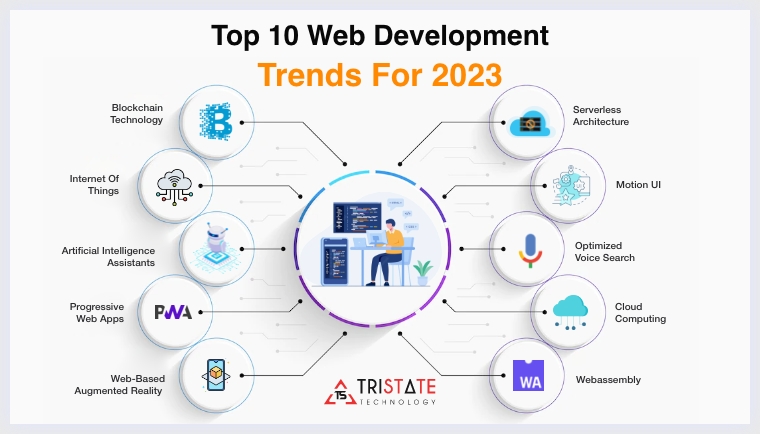 Top 10 Web Development
Trends For 2023
Blockchain
Technology
Internet Of
Things
Artificial Intelligence
Assistants
Progressive
Web Apps
PWA
Web-Based
Augmented Reality
Serverless
Architecture
Motion UI
Optimized
Voice Search
Cloud
Computing
WA
Webassembly
TS
TRISTATE
TECHNOLOGY